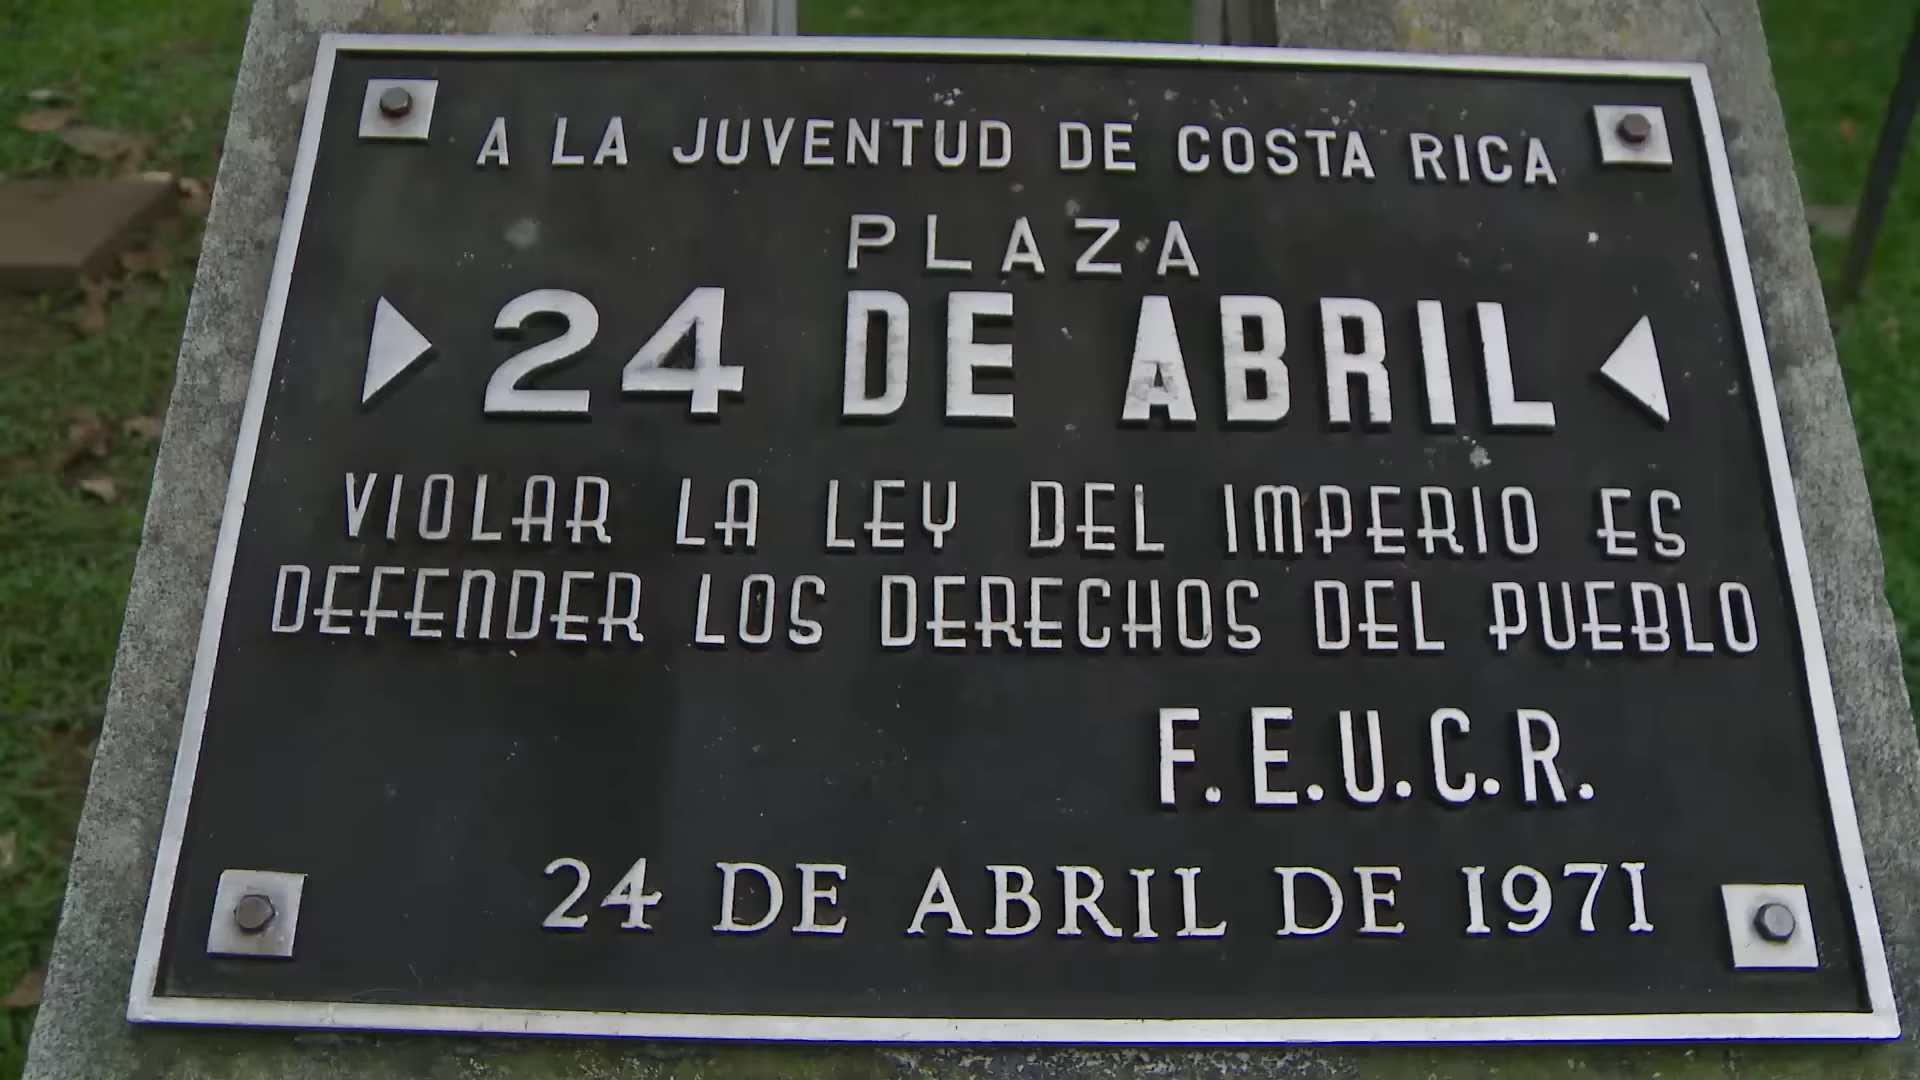 A LA JUVENTUD DE COSTA RICA
PLAZA
24 DE ABRIL
VIOLAR LA LEY DEL IMPERIO ES
DEFENDER LOS DERECHOS DEL PUEBLO
F.E.U.C.R.
24 DE ABRIL DE 1971